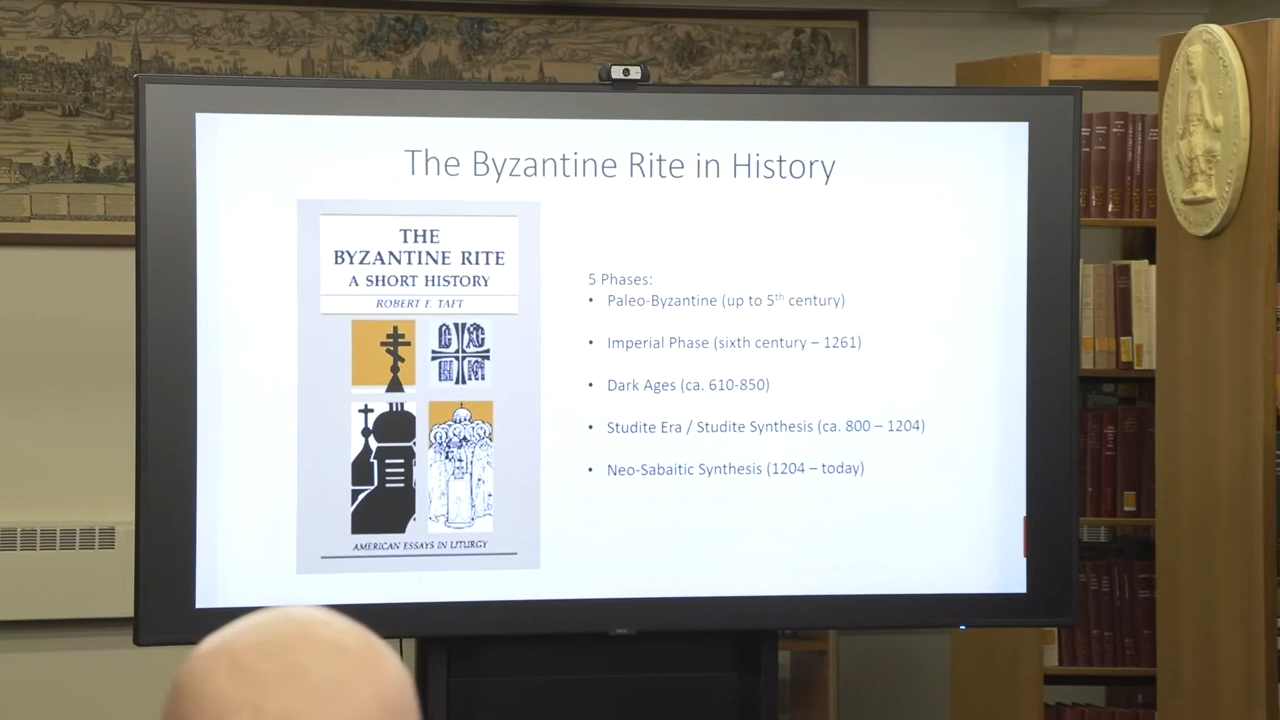 The Byzantine Rite in History
THE
BYZANTINE RITE
A SHORT HISTORY
ROBERT F. TAFT
AMERICAN ESSAYS IN LITURGY
5 Phases:
• Paleo-Byzantine (up to 5th century)
• Imperial Phase (sixth century – 1261)
• Dark Ages (ca. 610-850)
• Studite Era / Studite Synthesis (ca. 800 – 1204)
• Neo-Sabaitic Synthesis (1204 – today)